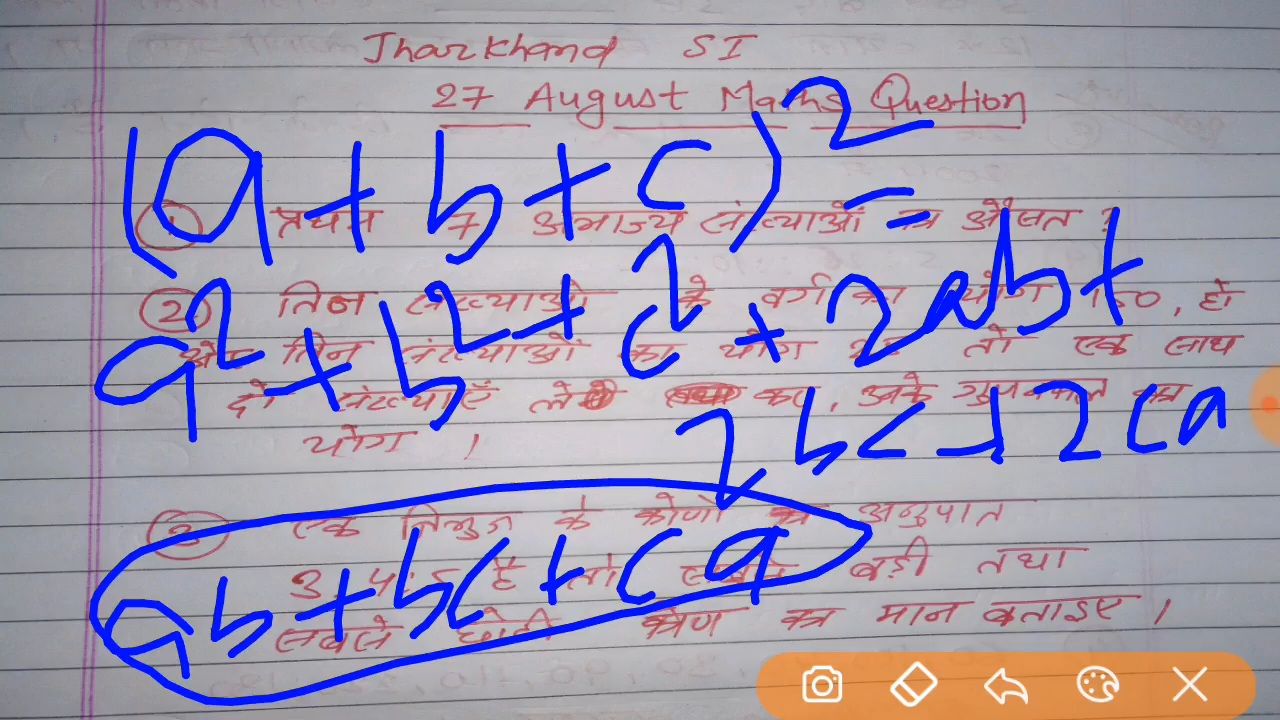 Jharkhand SI
27 August Maths Question
(a + b + c)² =
① प्रथम 7 अभाज्य संख्याओं का औसत ?
a² + b² + c² + 2ab +
② तिन संख्याओं के वर्ग का योग 150, हो
तिन संख्याओं का योग तो एक साथ
दो संख्याएँ लेने कर, उनके गुणनफल का
योग ।
2bc + 2ca
③ एक त्रिभुज के कोणों का अनुपात
3 : 4 : 5 है तो सबसे बड़ी तथा
ab + bc + ca
सबसे छोटी कोण का मान बताइए ।